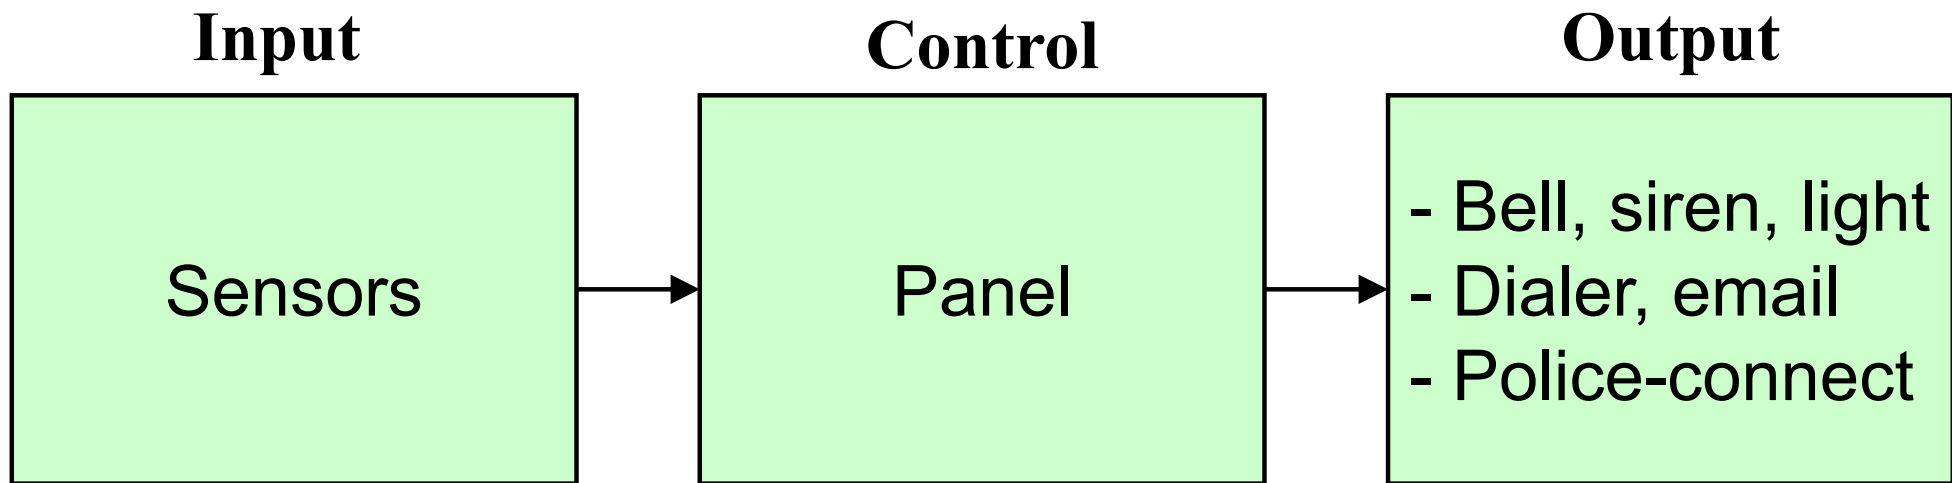 Input
Control
Output
Sensors
Panel
- Bell, siren, light
- Dialer, email
- Police-connect